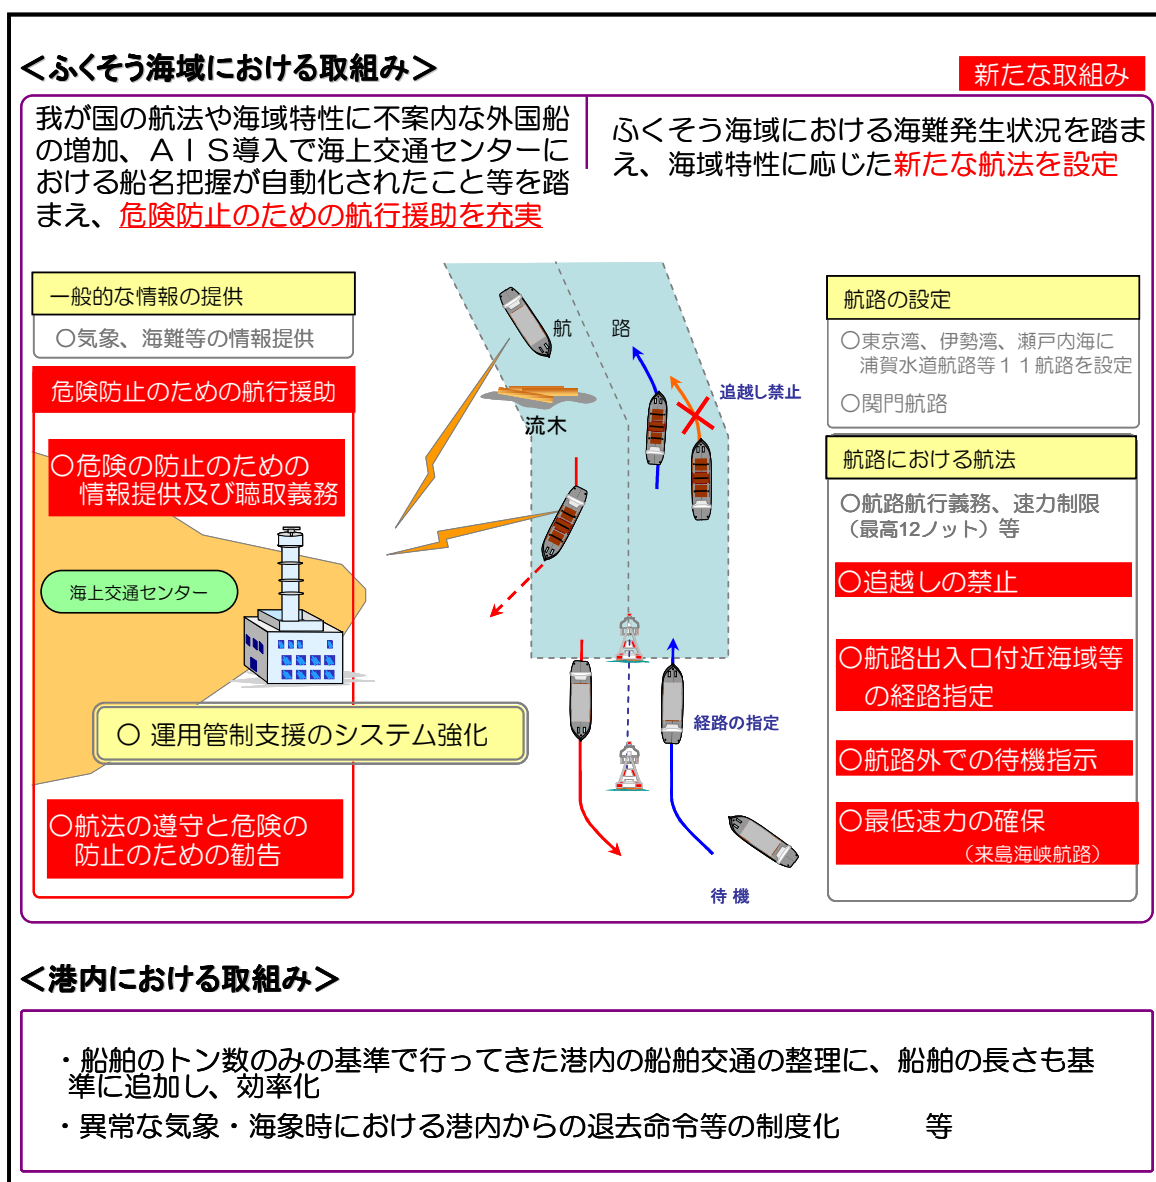 ＜ふくそう海域における取組み＞
新たな取組み
我が国の航法や海域特性に不案内な外国船
の増加、ＡＩＳ導入で海上交通センターに
おける船名把握が自動化されたこと等を踏
まえ、危険防止のための航行援助を充実
ふくそう海域における海難発生状況を踏ま
え、海域特性に応じた新たな航法を設定
一般的な情報の提供
○気象、海難等の情報提供
危険防止のための航行援助
○危険の防止のための
情報提供及び聴取義務
海上交通センター
○ 運用管制支援のシステム強化
○航法の遵守と危険の
防止のための勧告
航 路
流木
追越し禁止
経路の指定
待 機
航路の設定
○東京湾、伊勢湾、瀬戸内海に
浦賀水道航路等１１航路を設定
○関門航路
航路における航法
○航路航行義務、速力制限
（最高12ノット）等
○追越しの禁止
○航路出入口付近海域等
の経路指定
○航路外での待機指示
○最低速力の確保
（来島海峡航路）
＜港内における取組み＞
・船舶のトン数のみの基準で行ってきた港内の船舶交通の整理に、船舶の長さも基
準に追加し、効率化
・異常な気象・海象時における港内からの退去命令等の制度化 等